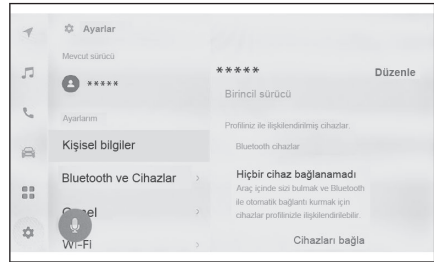 Ayarlar
Mevcut sürücü
*****
Ayarlarım
Kişisel bilgiler
Bluetooth ve Cihazlar
Genel
Wi-Fi
*****
Düzenle
Birincil sürücü
Profiliniz ile ilişkilendirilmiş cihazlar.
Bluetooth cihazlar
Hiçbir cihaz bağlanamadı
Araç içinde sizi bulmak ve Bluetooth
ile otomatik bağlantı kurmak için
cihazlar profilinizle ilişkilendirilebilir.
Cihazları bağla